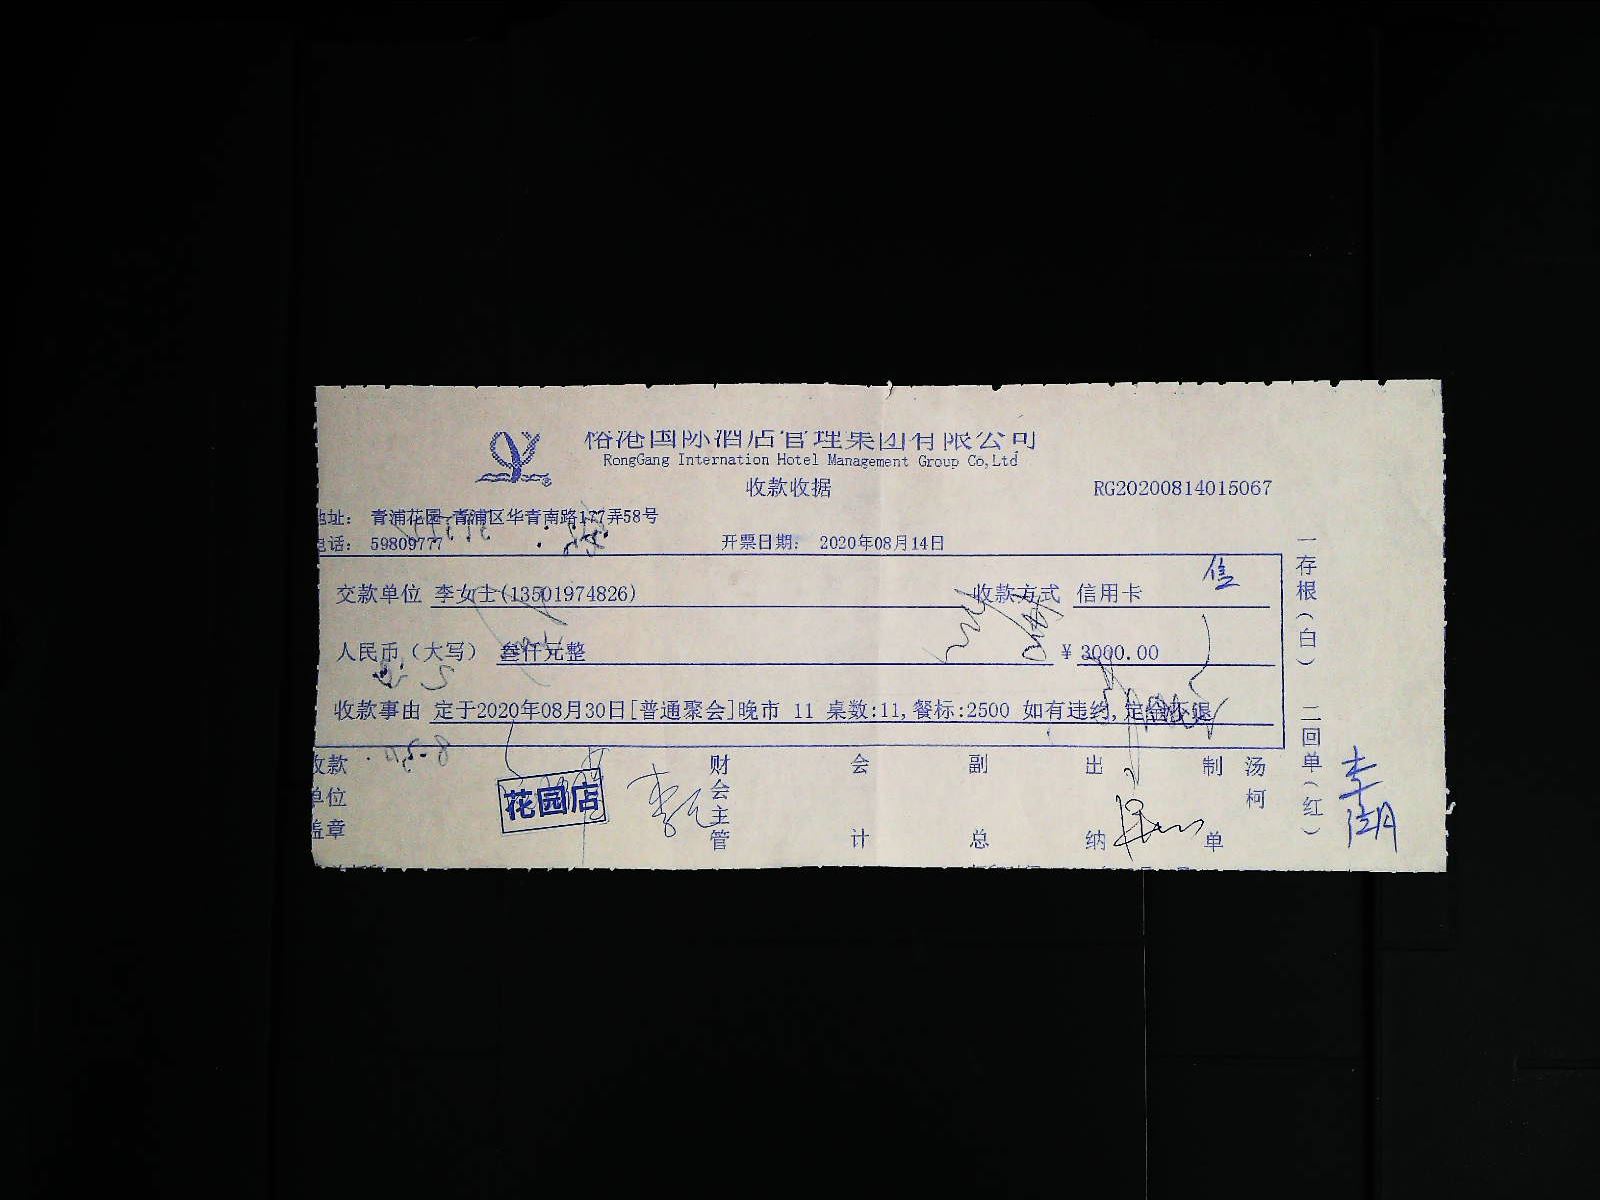 榕港国际酒店管理集团有限公司
RongGang Internation Hotel Management Group Co,Ltd
收款收据
RG20200814015067
地址: 青浦花园-青浦区华青南路177弄58号
电话: 59809777
开票日期: 2020年08月14日
交款单位 李女士(13501974826)
收款方式 信用卡
人民币(大写) 叁仟元整
¥ 3000.00
收款事由 定于2020年08月30日[普通聚会]晚市 11 桌数:11,餐标:2500 如有违约,定金不退
收款单位盖章
花园店
财会主管
会计
副总
出纳
制单
汤柯
一存根(白) 二回单(红)